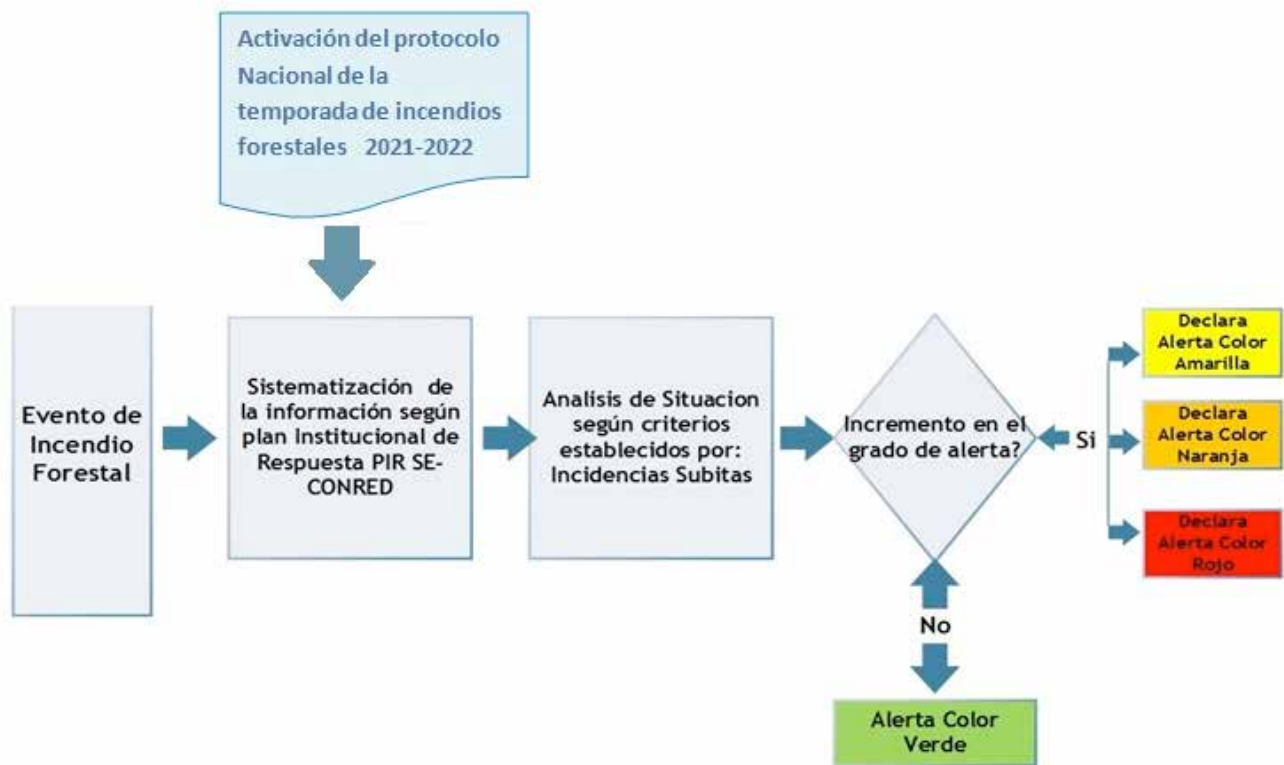 Activación del protocolo
Nacional de la
temporada de incendios
forestales 2021-2022
Evento de
Incendio
Forestal
Sistematización de
la información según
plan Institucional de
Respuesta PIR SE-
CONRED
Analisis de Situacion
según criterios
establecidos por:
Incidencias Subitas
Incremento en el
grado de alerta?
Si
Declara
Alerta Color
Amarilla
Declara
Alerta Color
Naranja
Declara
Alerta Color
Rojo
No
Alerta Color
Verde